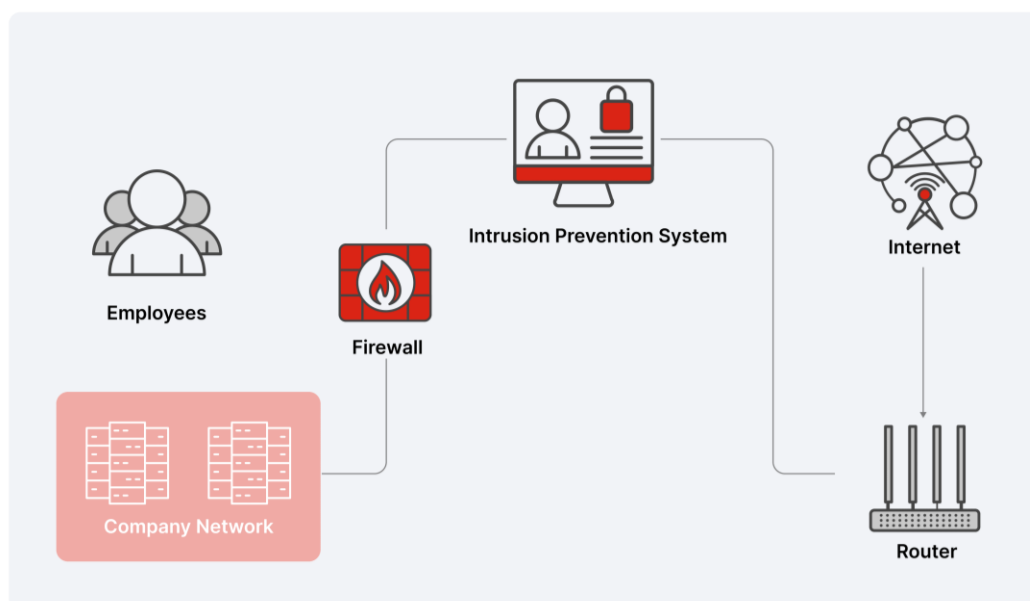 Intrusion Prevention System
Internet
Employees
Firewall
Company Network
Router